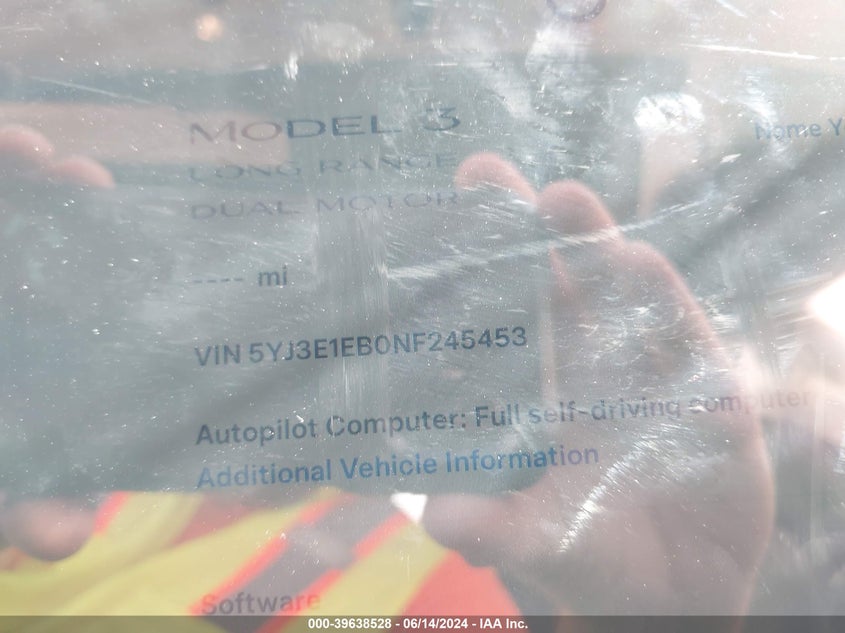 MODEL 3
LONG RANGE
DUAL MOTOR
---- mi
VIN 5YJ3E1EB0NF245453
Autopilot Computer: Full self-driving computer
Additional Vehicle Information
Software
Name Y
000-39638528 - 06/14/2024 - IAA Inc.